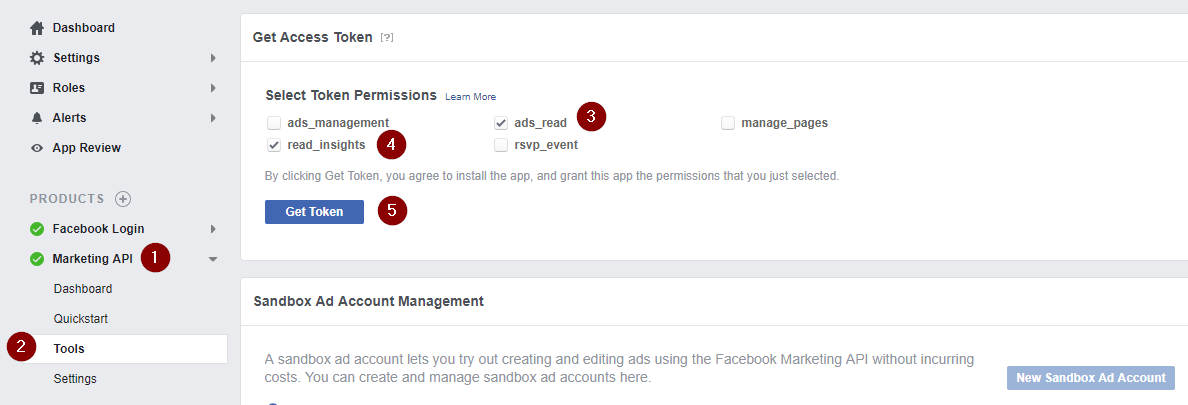 Dashboard
Settings
Roles
Alerts
App Review
PRODUCTS
Facebook Login
Marketing API 1
Dashboard
Quickstart
2 Tools
Settings
Get Access Token [?]
Select Token Permissions Learn More
ads_management ads_read 3 manage_pages
read_insights 4 rsvp_event
By clicking Get Token, you agree to install the app, and grant this app the permissions that you just selected.
Get Token 5
Sandbox Ad Account Management
A sandbox ad account lets you try out creating and editing ads using the Facebook Marketing API without incurring
costs. You can create and manage sandbox ad accounts here.
New Sandbox Ad Account